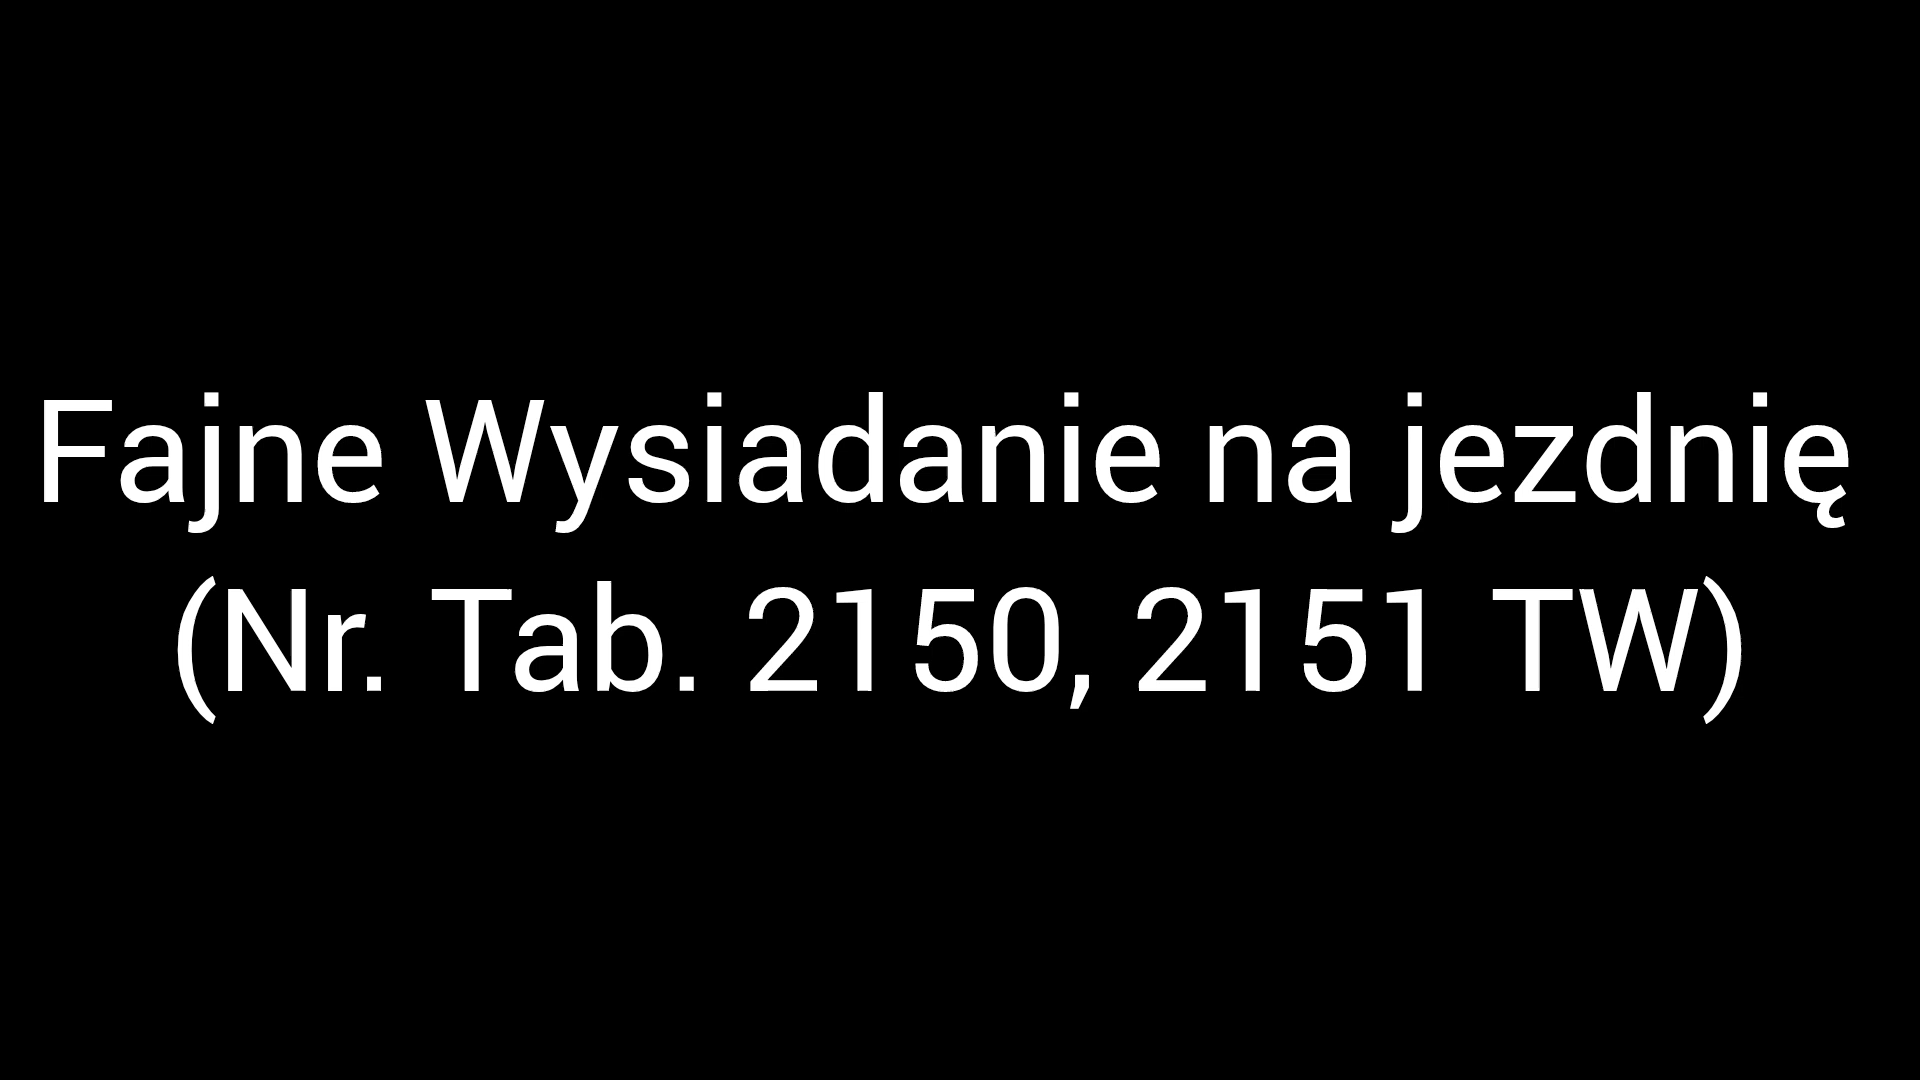 Fajne Wysiadanie na jezdnię
(Nr. Tab. 2150, 2151 TW)